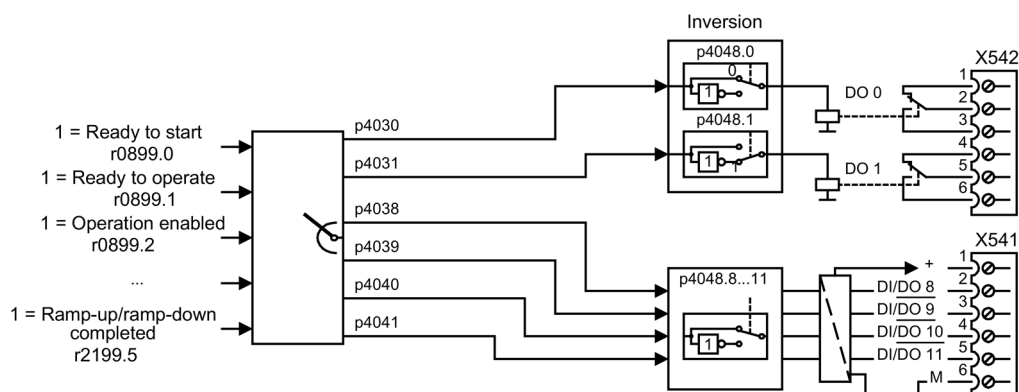 Inversion
p4048.0
X542
0
1
1
DO 0
2
p4030
p4048.1
3
1 = Ready to start
r0899.0
p4031
1
1
4
DO 1
5
1 = Ready to operate
r0899.1
6
p4038
1 = Operation enabled
r0899.2
p4039
X541
1
+
p4048.8...11
2
...
p4040
DI/DO 8
3
DI/DO 9
1 = Ramp-up/ramp-down
completed
r2199.5
p4041
4
DI/DO 10
1
5
DI/DO 11
6
M